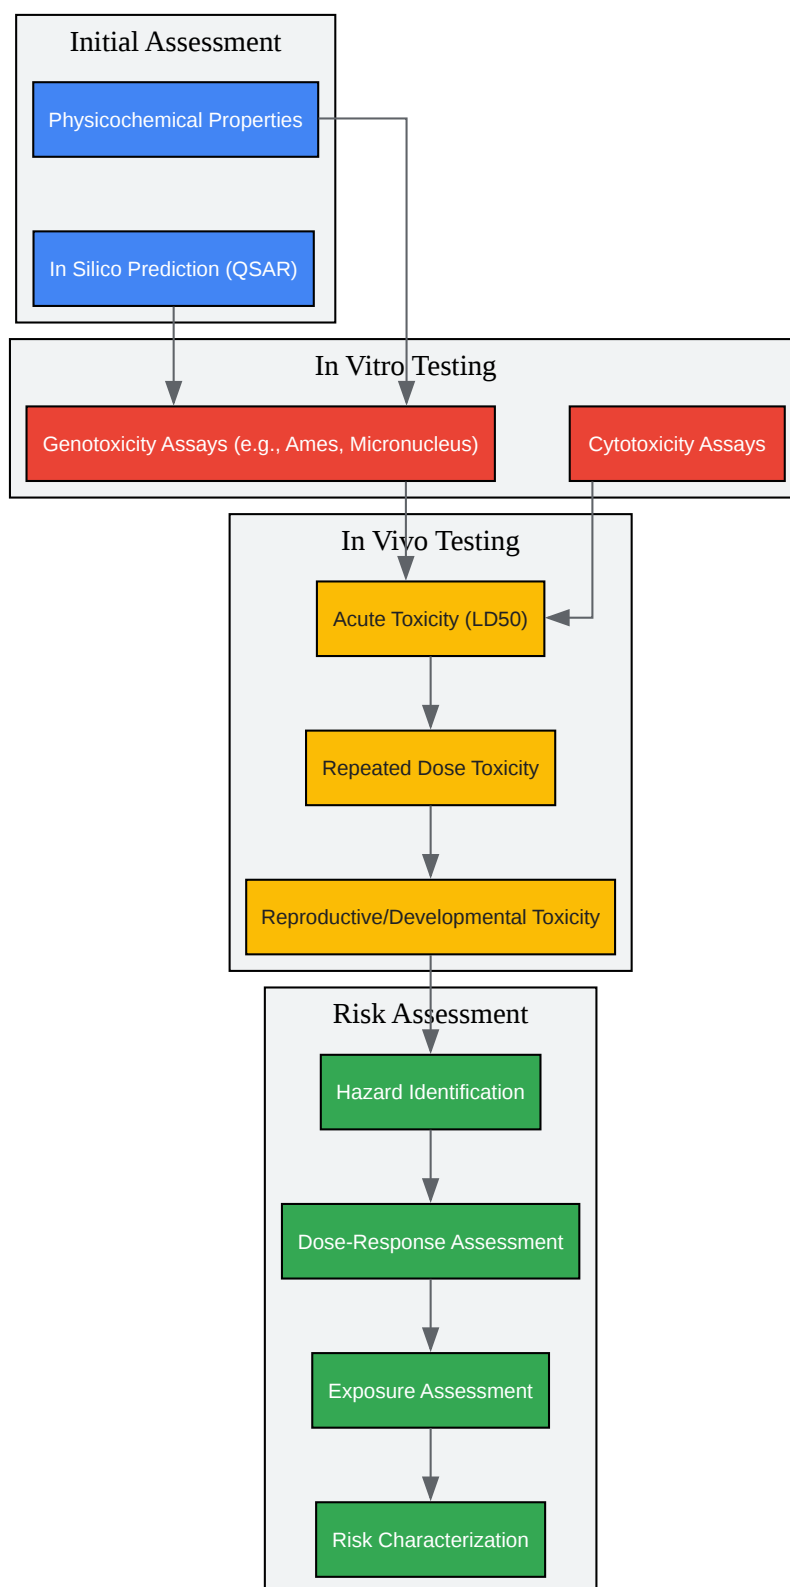 Initial Assessment
Physicochemical Properties
In Silico Prediction (QSAR)
In Vitro Testing
Genotoxicity Assays (e.g., Ames, Micronucleus)
Cytotoxicity Assays
In Vivo Testing
Acute Toxicity (LD50)
Repeated Dose Toxicity
Reproductive/Developmental Toxicity
Risk Assessment
Hazard Identification
Dose-Response Assessment
Exposure Assessment
Risk Characterization